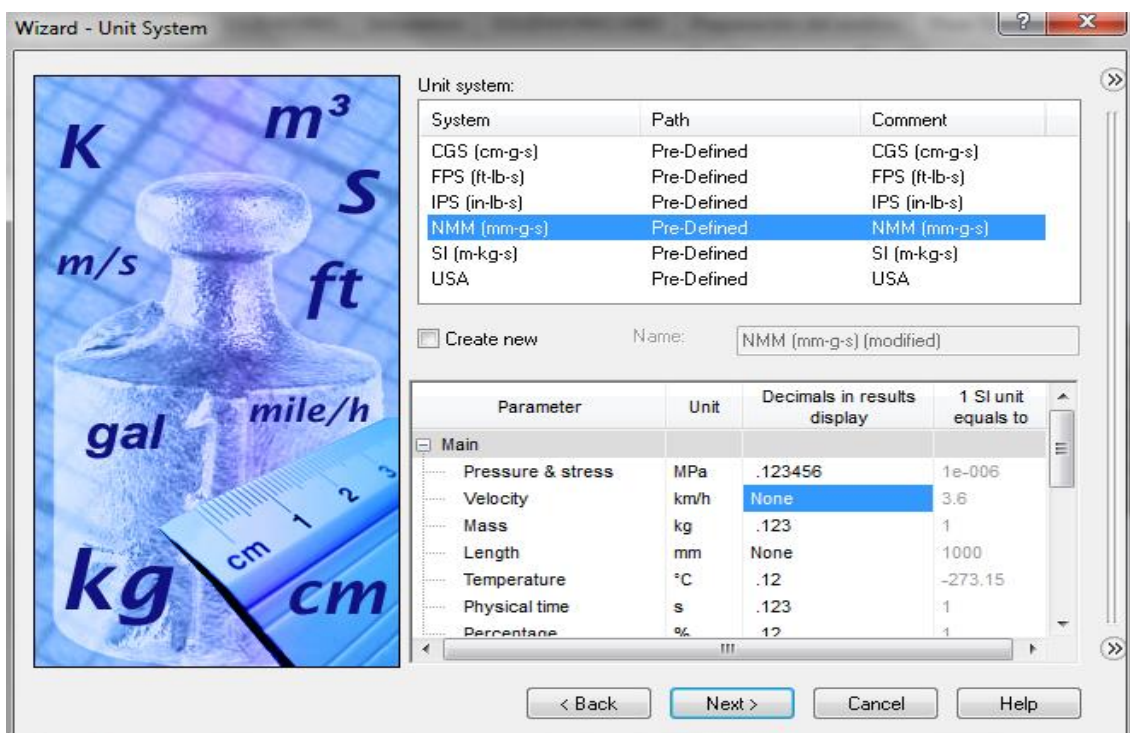 Wizard - Unit System
K
m³
s
m/s
ft
gal
mile/h
1
1 2 3
cm
kg
cm
Unit system:
System Path Comment
CGS (cm-g-s) Pre-Defined CGS (cm-g-s)
FPS (ft-lb-s) Pre-Defined FPS (ft-lb-s)
IPS (in-lb-s) Pre-Defined IPS (in-lb-s)
NMM (mm-g-s) Pre-Defined NMM (mm-g-s)
SI (m-kg-s) Pre-Defined SI (m-kg-s)
USA Pre-Defined USA
Create new Name: NMM (mm-g-s) (modified)
Parameter Unit Decimals in results display 1 SI unit equals to
Main
Pressure & stress MPa .123456 1e-006
Velocity km/h None 3.6
Mass kg .123 1
Length mm None 1000
Temperature °C .12 -273.15
Physical time s .123 1
Percentage % .12 1
< Back Next > Cancel Help